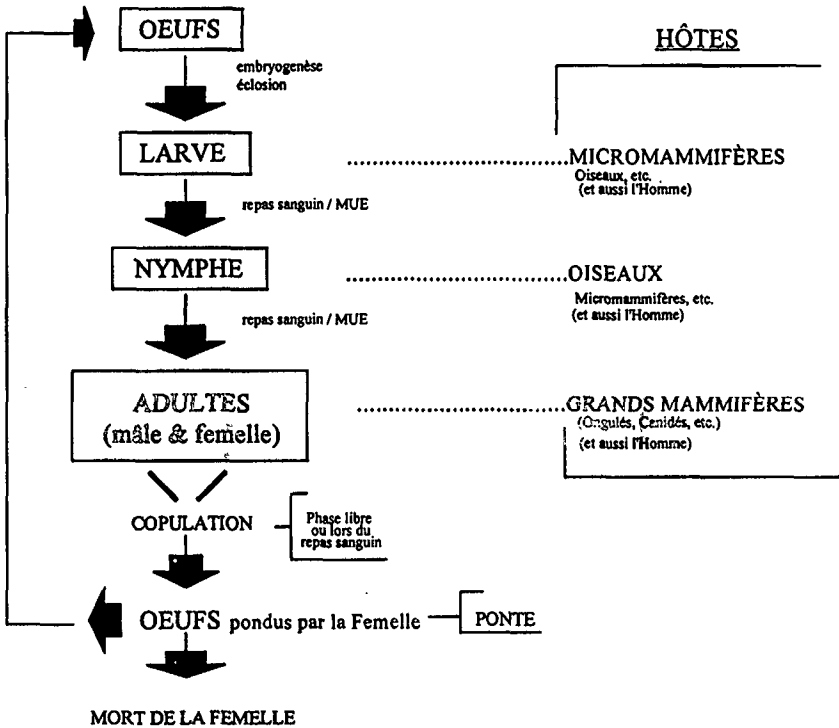 OEUFS
HÔTES
embryogenèse
éclosion
LARVE
MICROMAMMIFÈRES
Oiseaux, etc.
(et aussi l'Homme)
repas sanguin / MUE
NYMPHE
OISEAUX
Micromammifères, etc.
(et aussi l'Homme)
repas sanguin / MUE
ADULTES
(mâle & femelle)
GRANDS MAMMIFÈRES
(Ongulés, Cenidés, etc.)
(et aussi l'Homme)
COPULATION
Phase libre
ou lors du
repas sanguin
OEUFS pondus par la Femelle
PONTE
MORT DE LA FEMELLE